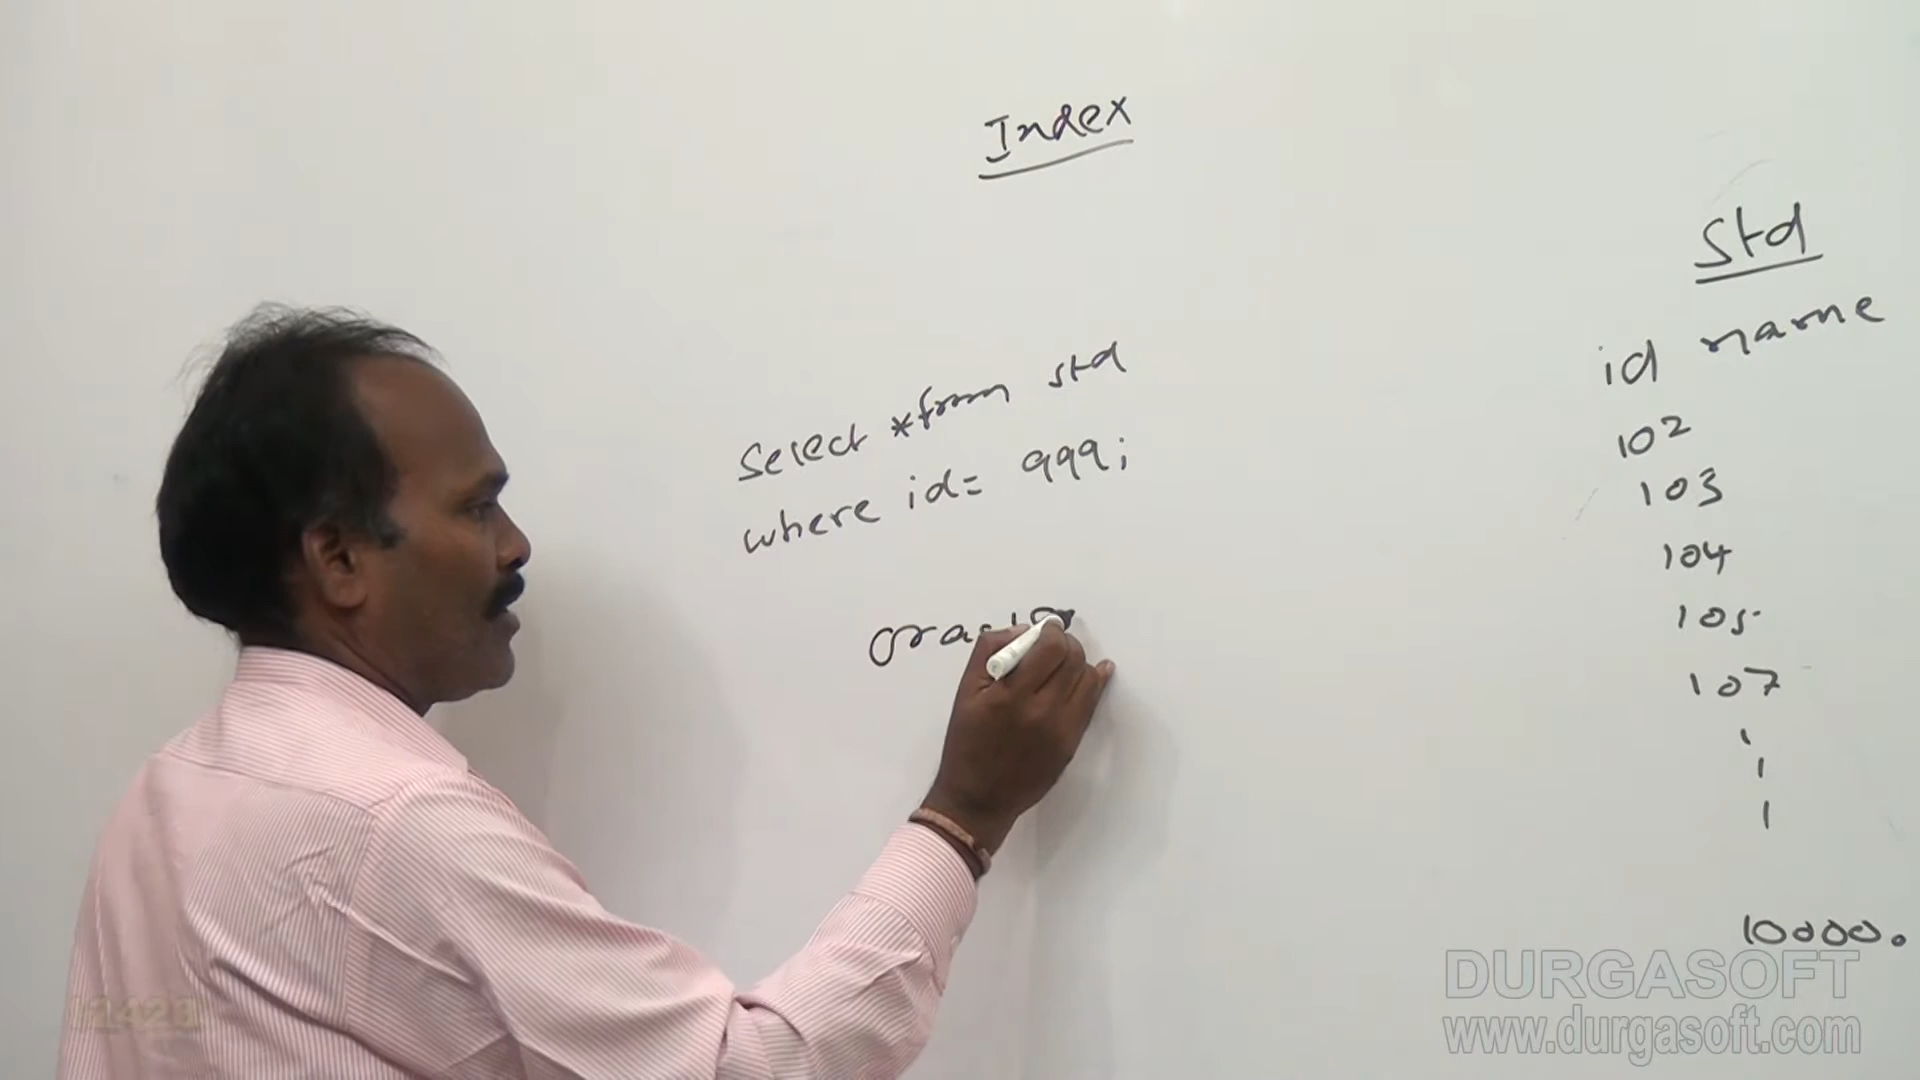 Index
Select *from std
where id= 999;
Std
id name
102
103
104
105
107
10000.
DURGASOFT
www.durgasoft.com